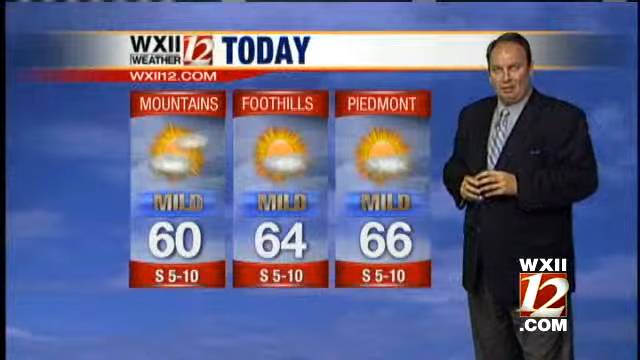 WXII 12 TODAY
WEATHER
WXII12.COM
MOUNTAINS
MILD
60
S 5-10
FOOTHILLS
MILD
64
S 5-10
PIEDMONT
MILD
66
S 5-10
WXII
12
.COM